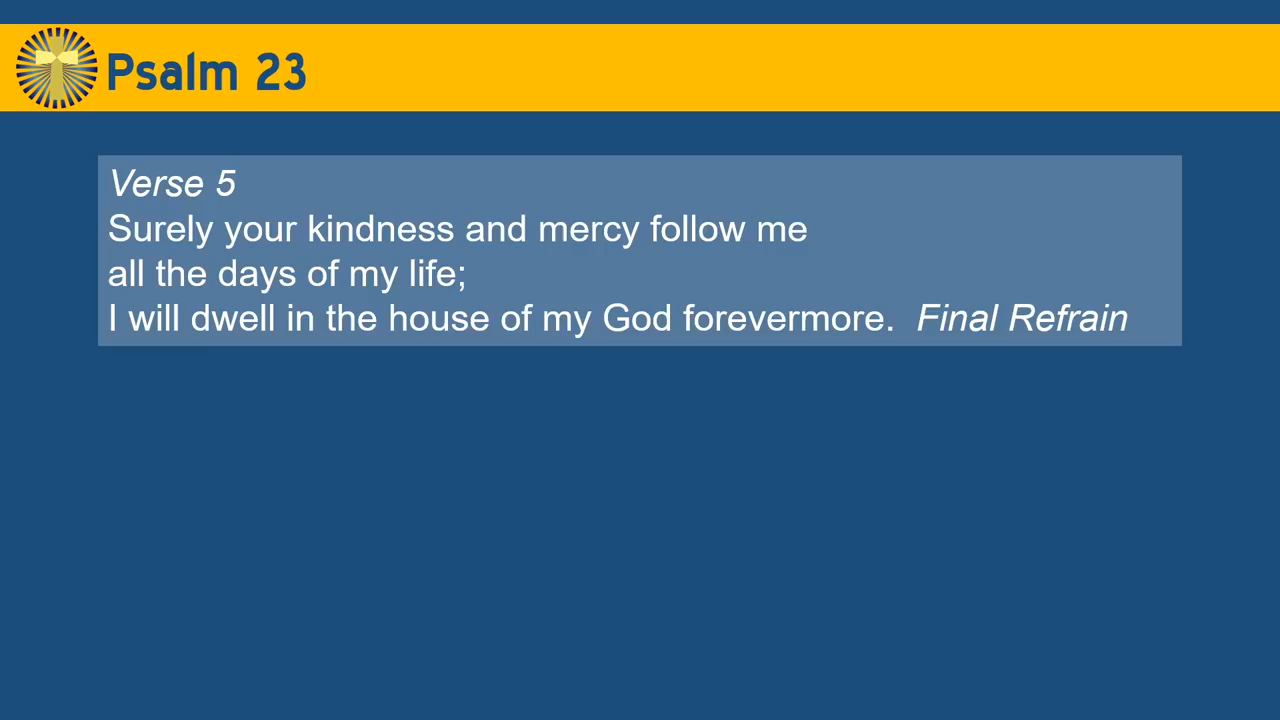 Psalm 23
Verse 5
Surely your kindness and mercy follow me
all the days of my life;
I will dwell in the house of my God forevermore.  Final Refrain